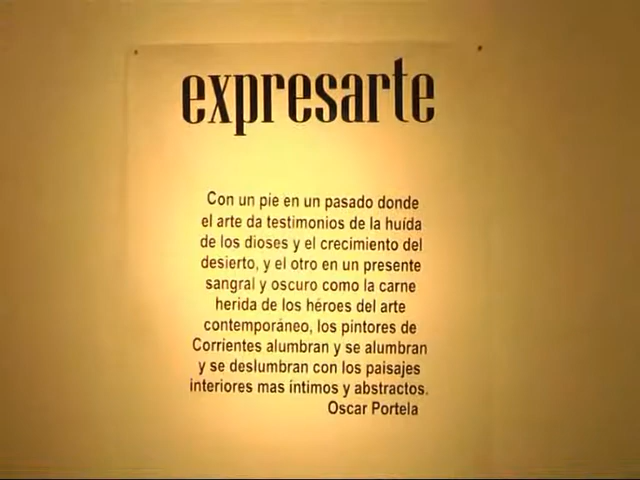 expresarte
Con un pie en un pasado donde
el arte da testimonios de la huída
de los dioses y el crecimiento del
desierto, y el otro en un presente
sangral y oscuro como la carne
herida de los héroes del arte
contemporáneo, los pintores de
Corrientes alumbran y se alumbran
y se deslumbran con los paisajes
interiores mas íntimos y abstractos.
Oscar Portela